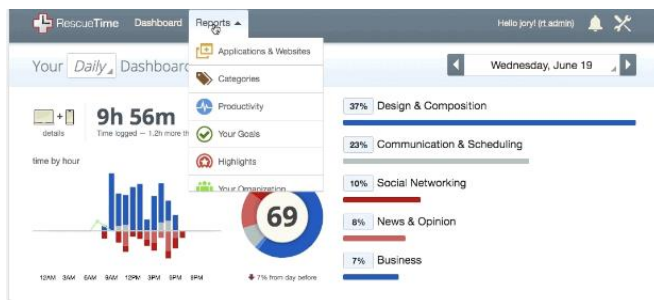 RescueTime Dashboard Reports Hello jory! (rt admin)
Applications & Websites
Your Daily Dashboard Wednesday, June 19
Categories
9h 56m
Productivity
37% Design & Composition
details Time logged — 1.2h more
Your Goals
23% Communication & Scheduling
time by hour
Highlights
10% Social Networking
Your Organization
69
8% News & Opinion
7% Business
12AM 3AM 6AM 9AM 12PM 3PM 6PM 9PM
7% from day before